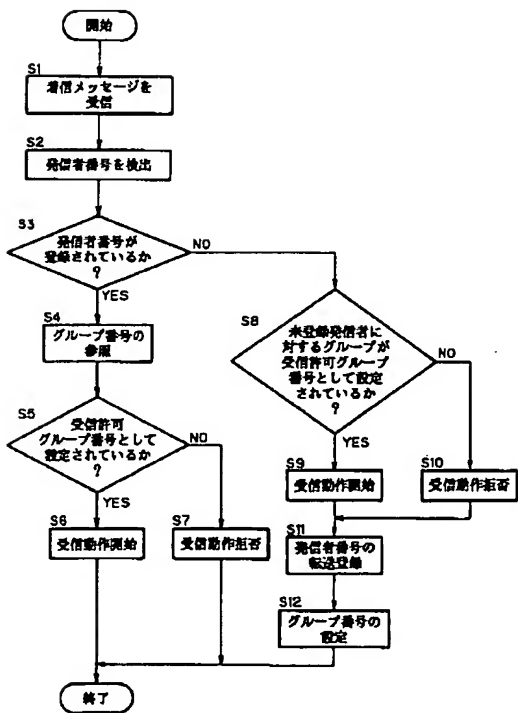 開始
S1
着信メッセージを
受信
S2
発信者番号を検出
S3
発信者番号が
登録されているか
?
NO
YES
S4
グループ番号の
参照
S5
受信許可
グループ番号として
設定されているか
?
NO
YES
S6
受信動作開始
S7
受信動作拒否
S8
未登録発信者に
対するグループが
受信許可グループ
番号として設定
されているか
?
NO
YES
S9
受信動作開始
S10
受信動作拒否
S11
発信者番号の
転送登録
S12
グループ番号の
設定
終了